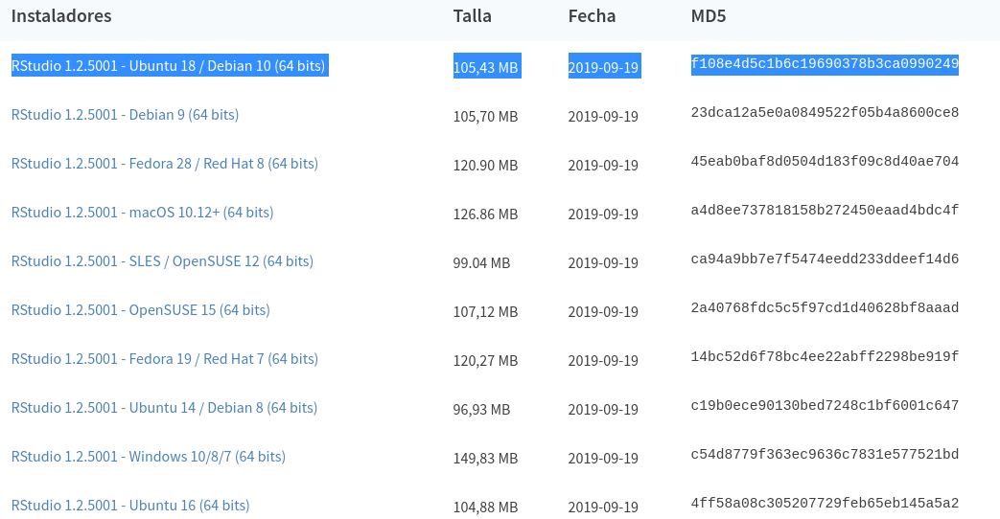 Instaladores Talla Fecha MD5
RStudio 1.2.5001 - Ubuntu 18 / Debian 10 (64 bits) 105,43 MB 2019-09-19 f108e4d5c1b6c19690378b3ca0990249
RStudio 1.2.5001 - Debian 9 (64 bits) 105,70 MB 2019-09-19 23dca12a5e0a0849522f05b4a8600ce8
RStudio 1.2.5001 - Fedora 28 / Red Hat 8 (64 bits) 120.90 MB 2019-09-19 45eab0baf8d0504d183f09c8d40ae704
RStudio 1.2.5001 - macOS 10.12+ (64 bits) 126.86 MB 2019-09-19 a4d8ee737818158b272450eaad4bdc4f
RStudio 1.2.5001 - SLES / OpenSUSE 12 (64 bits) 99.04 MB 2019-09-19 ca94a9bb7e7f5474eedd233ddeef14d6
RStudio 1.2.5001 - OpenSUSE 15 (64 bits) 107,12 MB 2019-09-19 2a40768fdc5c5f97cd1d40628bf8aaad
RStudio 1.2.5001 - Fedora 19 / Red Hat 7 (64 bits) 120,27 MB 2019-09-19 14bc52d6f78bc4ee22abff2298be919f
RStudio 1.2.5001 - Ubuntu 14 / Debian 8 (64 bits) 96,93 MB 2019-09-19 c19b0ece90130bed7248c1bf6001c647
RStudio 1.2.5001 - Windows 10/8/7 (64 bits) 149,83 MB 2019-09-19 c54d8779f363ec9636c7831e577521bd
RStudio 1.2.5001 - Ubuntu 16 (64 bits) 104,88 MB 2019-09-19 4ff58a08c305207729feb65eb145a5a2